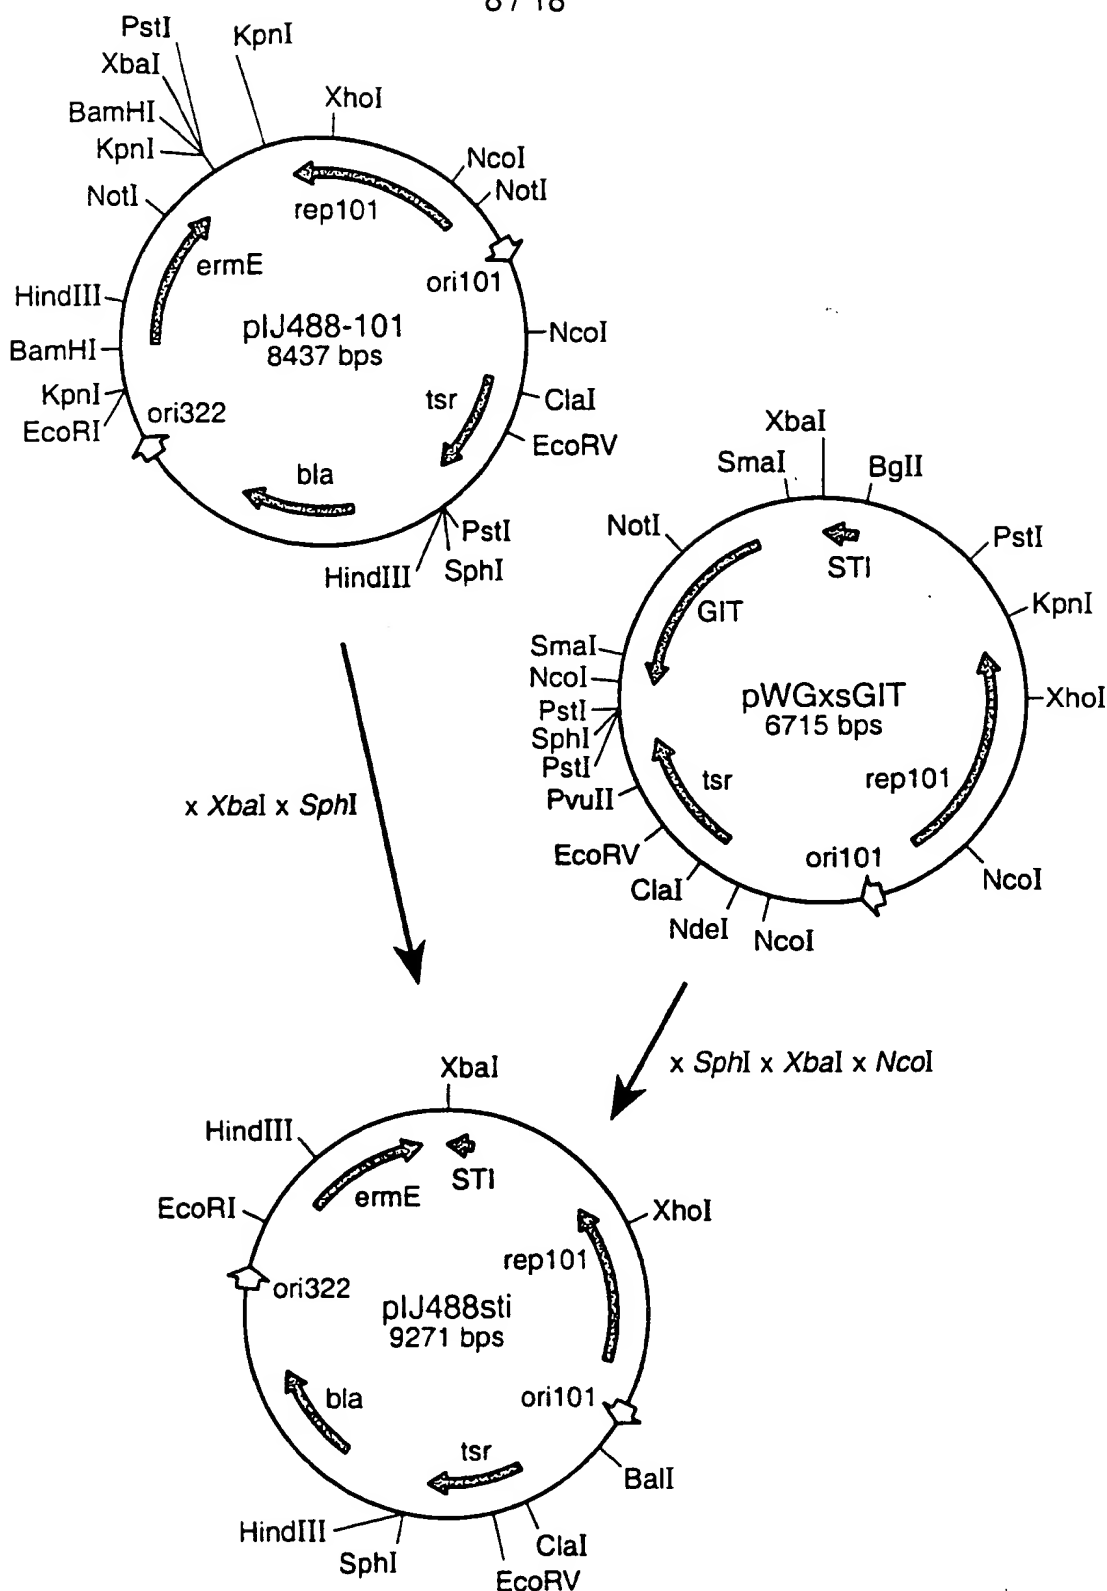 8 / 18
PstI
KpnI
XbaI
XhoI
BamHI
KpnI
NcoI
NotI
NotI
rep101
ermE
ori101
HindIII
pIJ488-101
8437 bps
NcoI
BamHI
KpnI
tsr
ClaI
EcoRI
ori322
EcoRV
bla
PstI
HindIII
SphI
XbaI
SmaI
BglI
NotI
PstI
STI
GIT
KpnI
SmaI
NcoI
pWGxsGIT
6715 bps
XhoI
PstI
SphI
PstI
tsr
rep101
PvuII
EcoRV
ori101
ClaI
NcoI
NdeI
NcoI
x XbaI x SphI
x SphI x XbaI x NcoI
XbaI
HindIII
ermE
STI
EcoRI
XhoI
rep101
ori322
pIJ488sti
9271 bps
bla
ori101
tsr
BalI
HindIII
ClaI
SphI
EcoRV